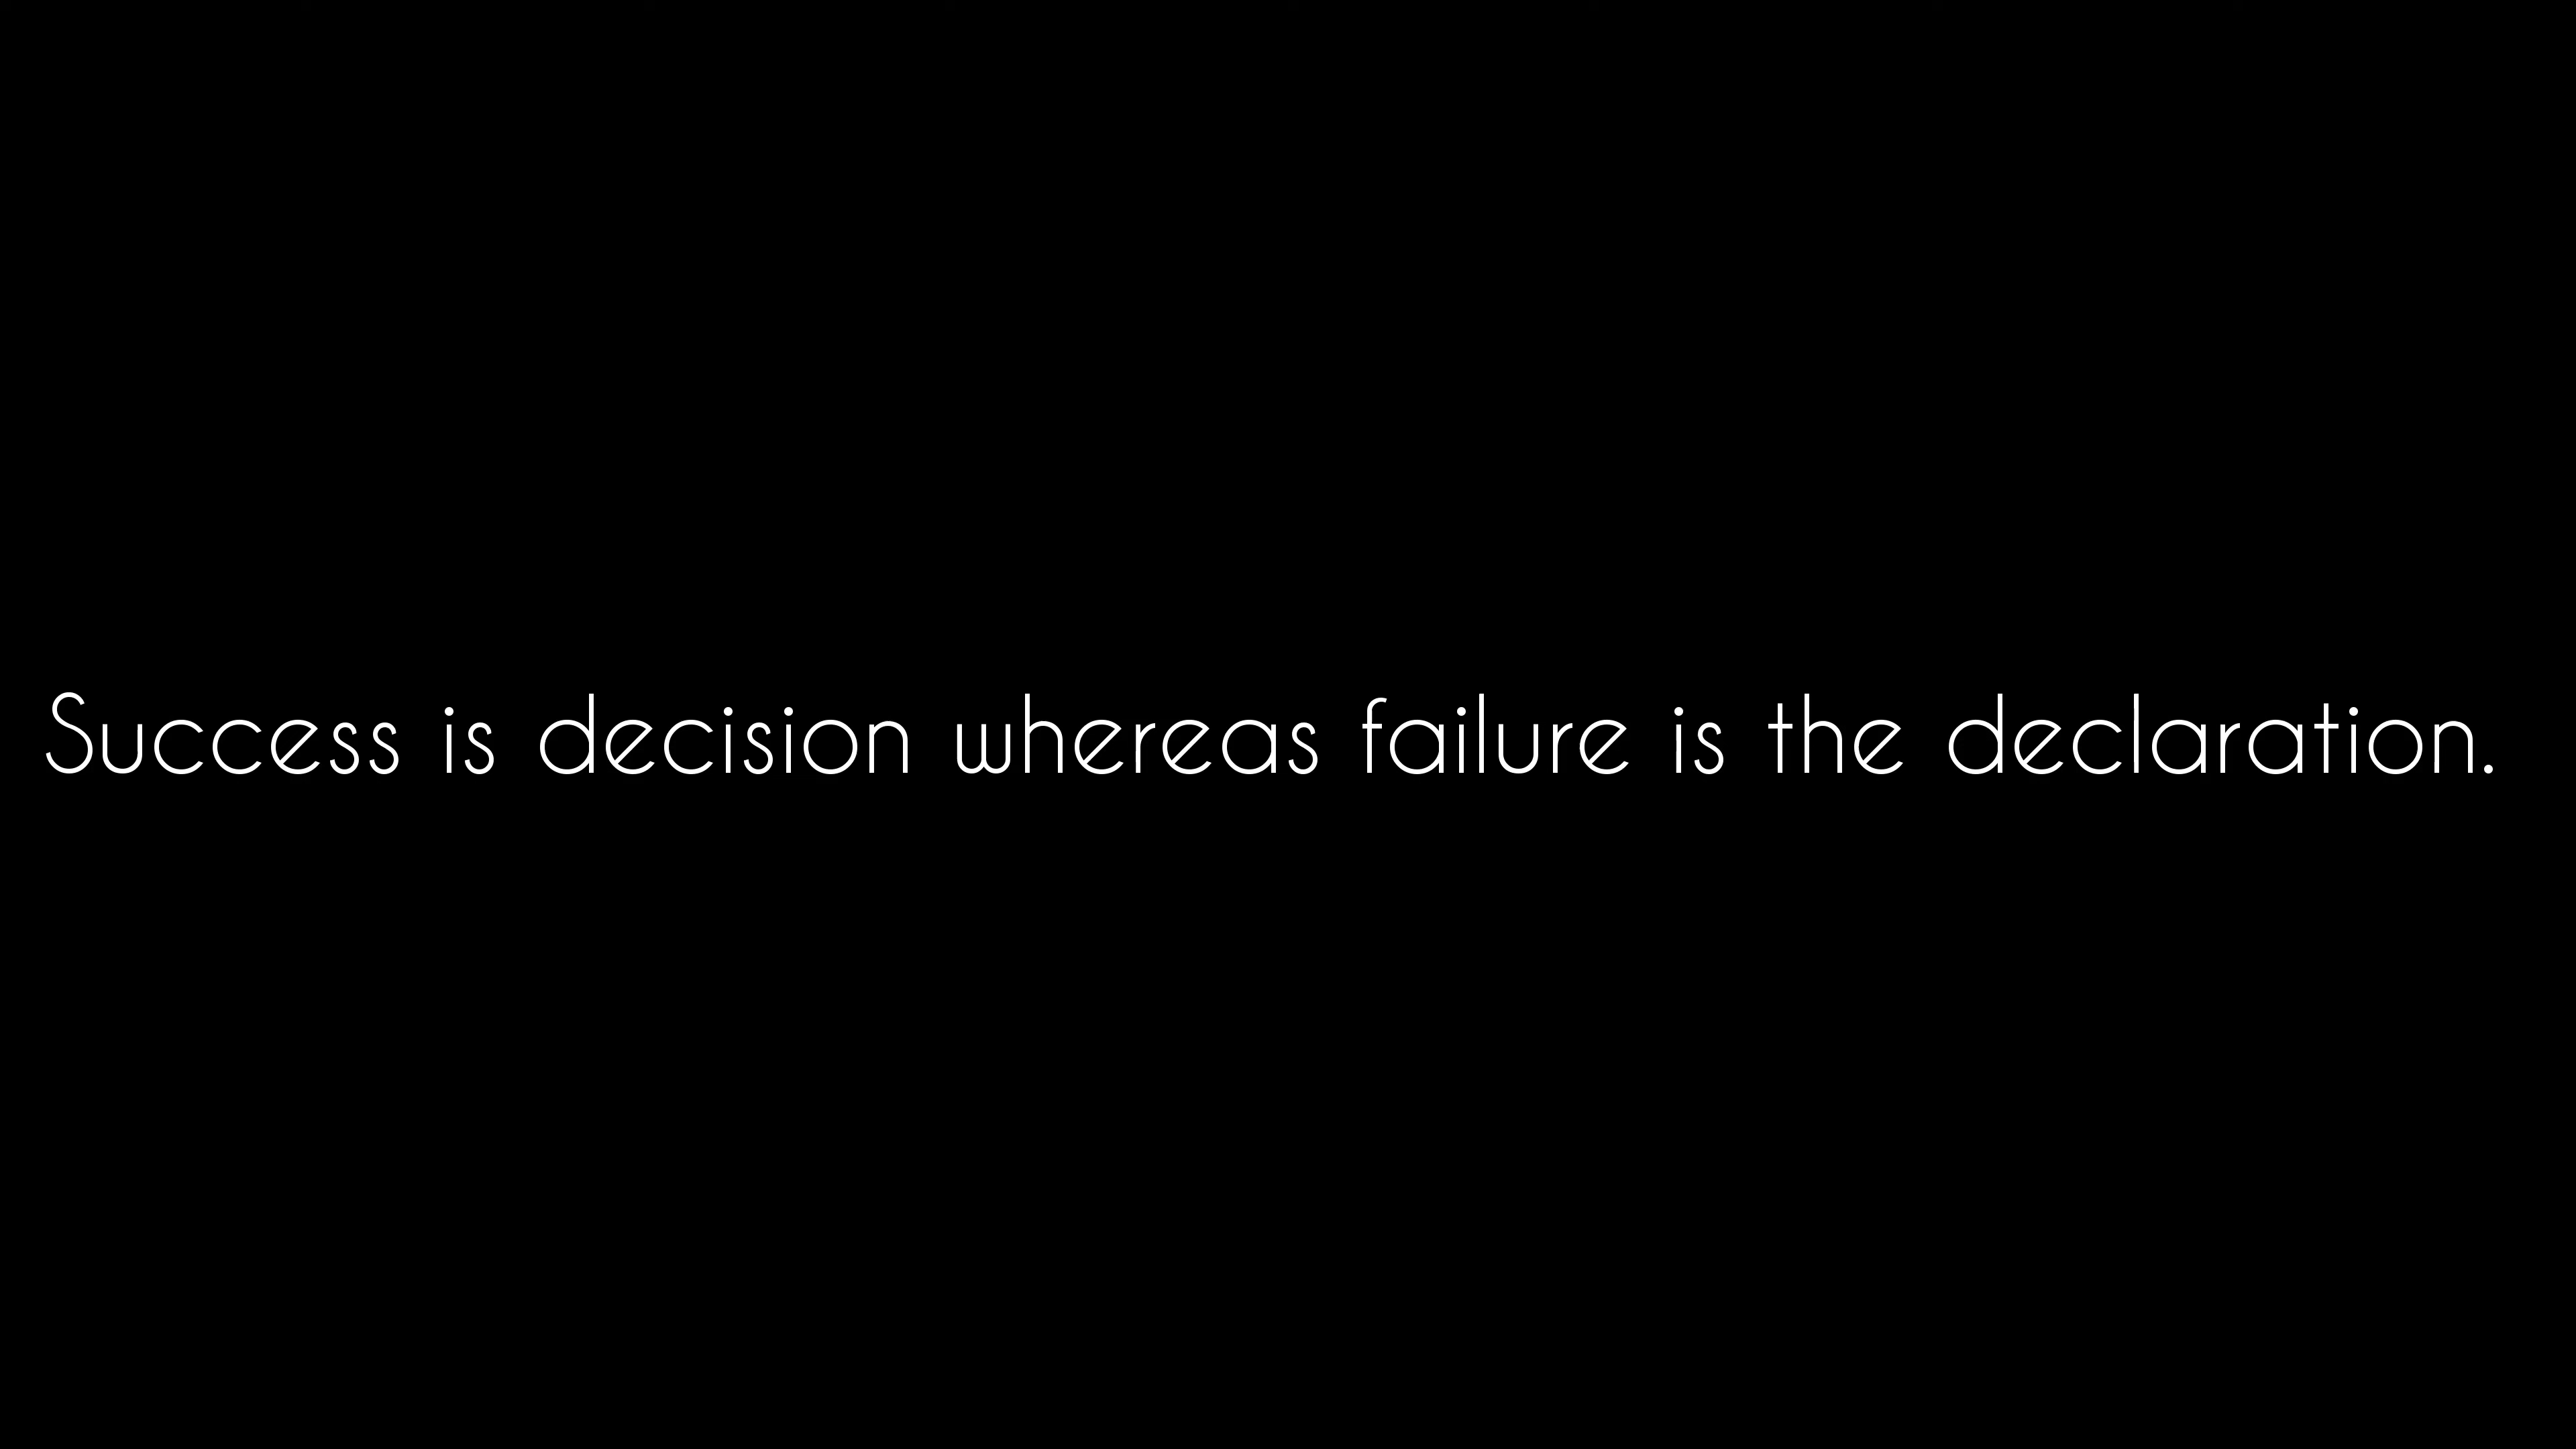 Success is decision whereas failure is the declaration.